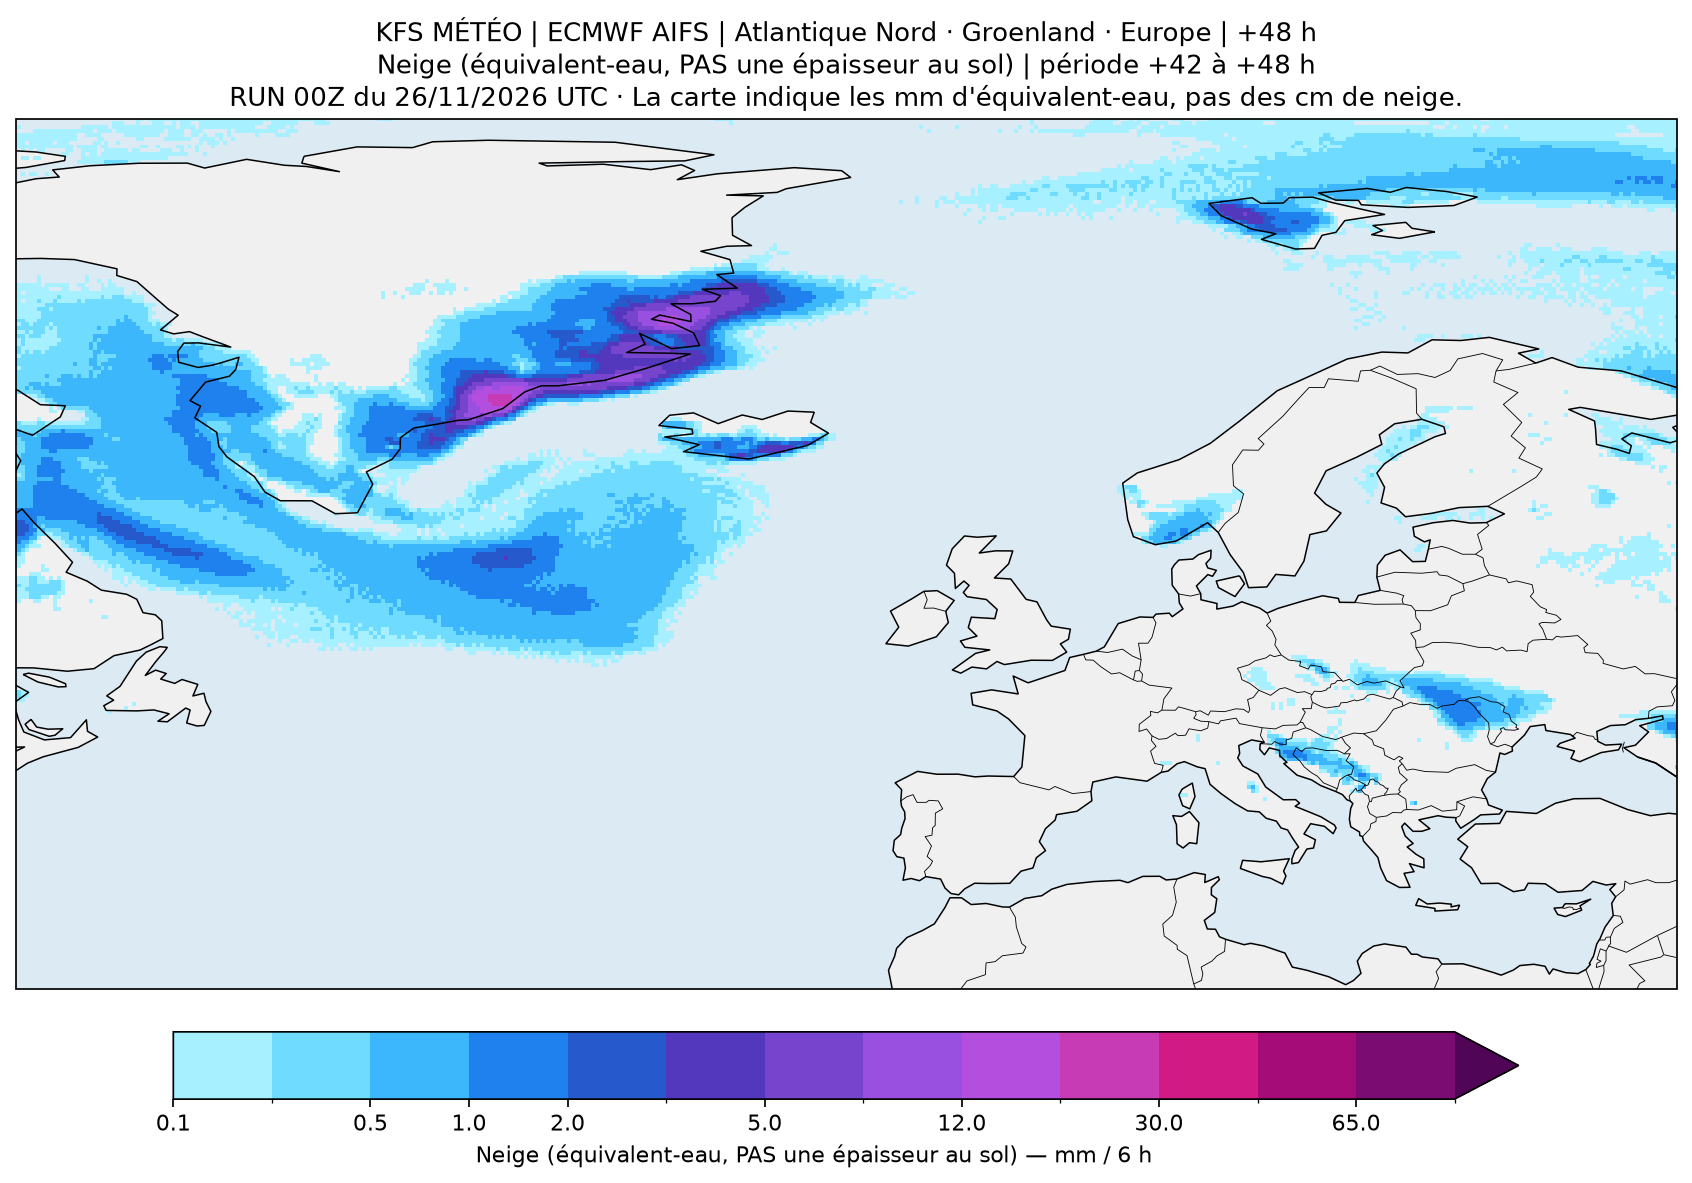 KFS MÉTÉO | ECMWF AIFS | Atlantique Nord · Groenland · Europe | +48 h
Neige (équivalent-eau, PAS une épaisseur au sol) | période +42 à +48 h
RUN 00Z du 26/11/2026 UTC · La carte indique les mm d'équivalent-eau, pas des cm de neige.
0.1 0.5 1.0 2.0 5.0 12.0 30.0 65.0
Neige (équivalent-eau, PAS une épaisseur au sol) — mm / 6 h